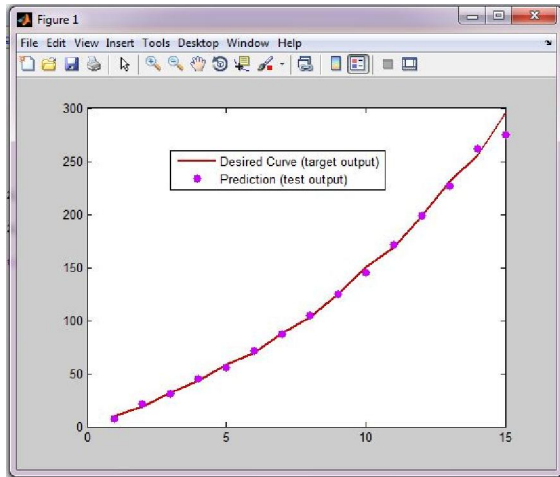 Figure 1
File Edit View Insert Tools Desktop Window Help
300
250
200
150
100
50
0
Desired Curve (target output)
Prediction (test output)
0 5 10 15